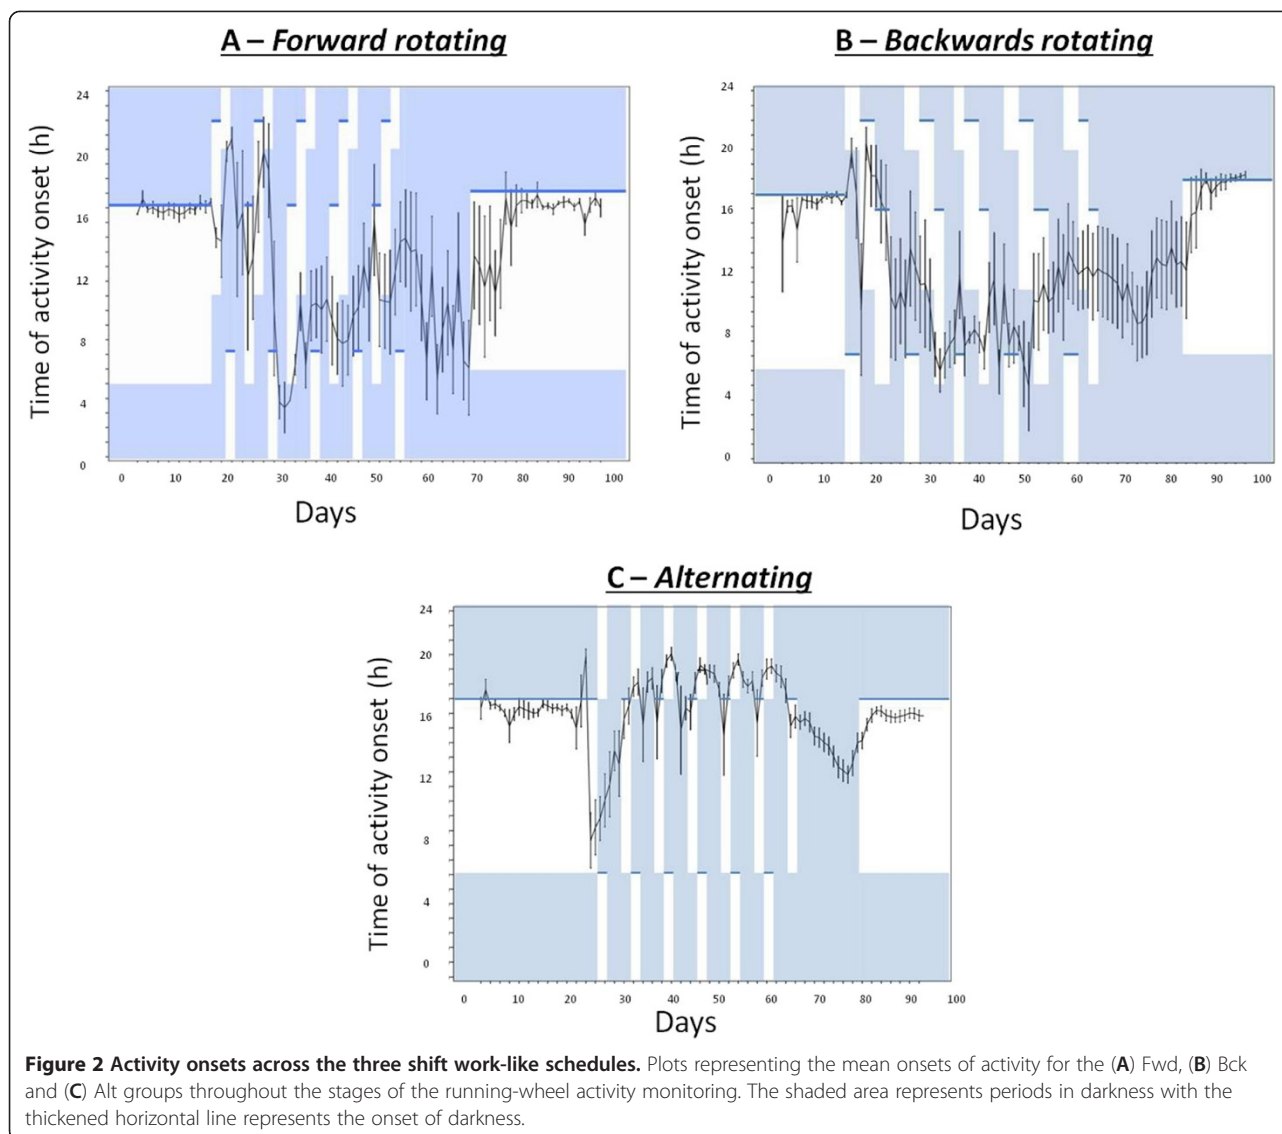 A – Forward rotating
Time of activity onset (h)
24
20
16
12
8
4
0
0 10 20 30 40 50 60 70 80 90 100
Days
B – Backwards rotating
Time of activity onset (h)
24
20
16
12
8
4
0
0 10 20 30 40 50 60 70 80 90 100
Days
C – Alternating
Time of activity onset (h)
24
20
16
12
8
4
0
0 10 20 30 40 50 60 70 80 90 100
Days
Figure 2 Activity onsets across the three shift work-like schedules. Plots representing the mean onsets of activity for the (A) Fwd, (B) Bck
and (C) Alt groups throughout the stages of the running-wheel activity monitoring. The shaded area represents periods in darkness with the
thickened horizontal line represents the onset of darkness.